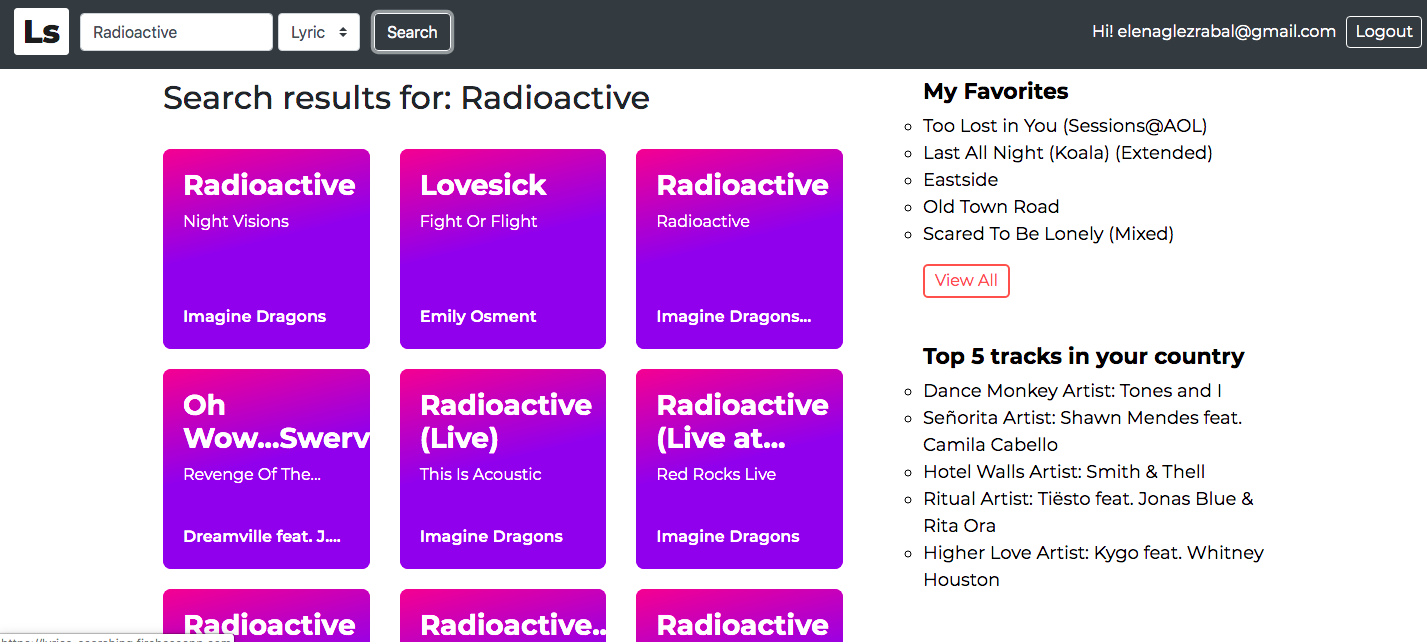 Ls
Radioactive
Lyric
Search
Hi! elenaglezrabal@gmail.com
Logout
Search results for: Radioactive
Radioactive
Night Visions
Imagine Dragons
Lovesick
Fight Or Flight
Emily Osment
Radioactive
Radioactive
Imagine Dragons...
Oh
Wow...Swerv
Revenge Of The...
Dreamville feat. J....
Radioactive
(Live)
This Is Acoustic
Imagine Dragons
Radioactive
(Live at...
Red Rocks Live
Imagine Dragons
Radioactive
Radioactive...
Radioactive
My Favorites
Too Lost in You (Sessions@AOL)
Last All Night (Koala) (Extended)
Eastside
Old Town Road
Scared To Be Lonely (Mixed)
View All
Top 5 tracks in your country
Dance Monkey Artist: Tones and I
Señorita Artist: Shawn Mendes feat.
Camila Cabello
Hotel Walls Artist: Smith & Thell
Ritual Artist: Tiësto feat. Jonas Blue &
Rita Ora
Higher Love Artist: Kygo feat. Whitney
Houston